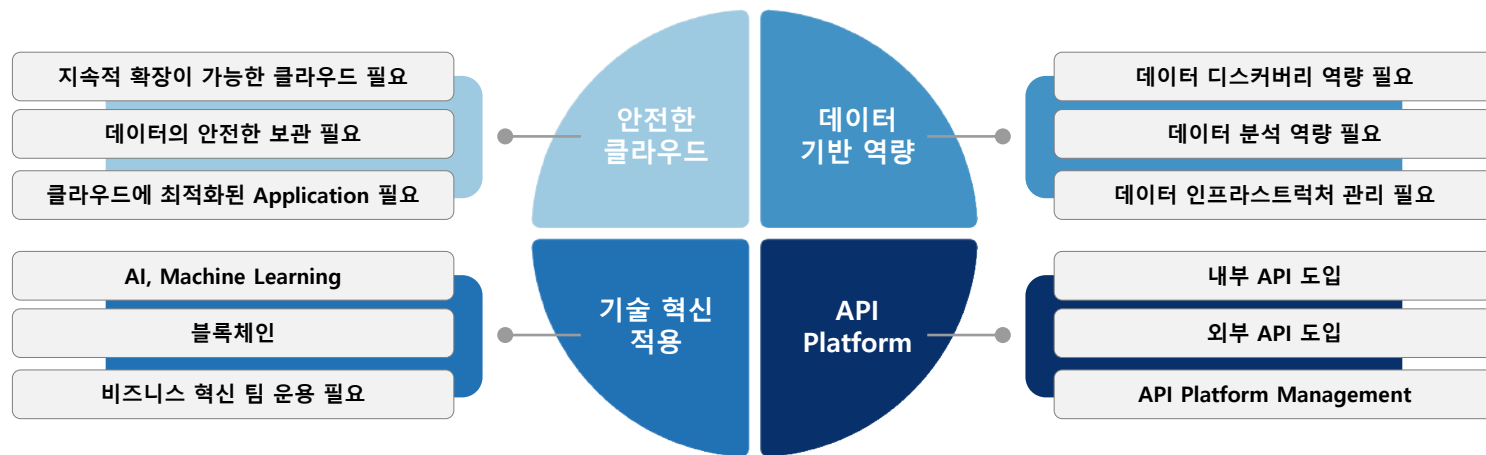 지속적 확장이 가능한 클라우드 필요
데이터의 안전한 보관 필요
클라우드에 최적화된 Application 필요
안전한
클라우드
데이터
기반 역량
데이터 디스커버리 역량 필요
데이터 분석 역량 필요
데이터 인프라스트럭처 관리 필요
AI, Machine Learning
블록체인
비즈니스 혁신 팀 운용 필요
기술 혁신
적용
API
Platform
내부 API 도입
외부 API 도입
API Platform Management